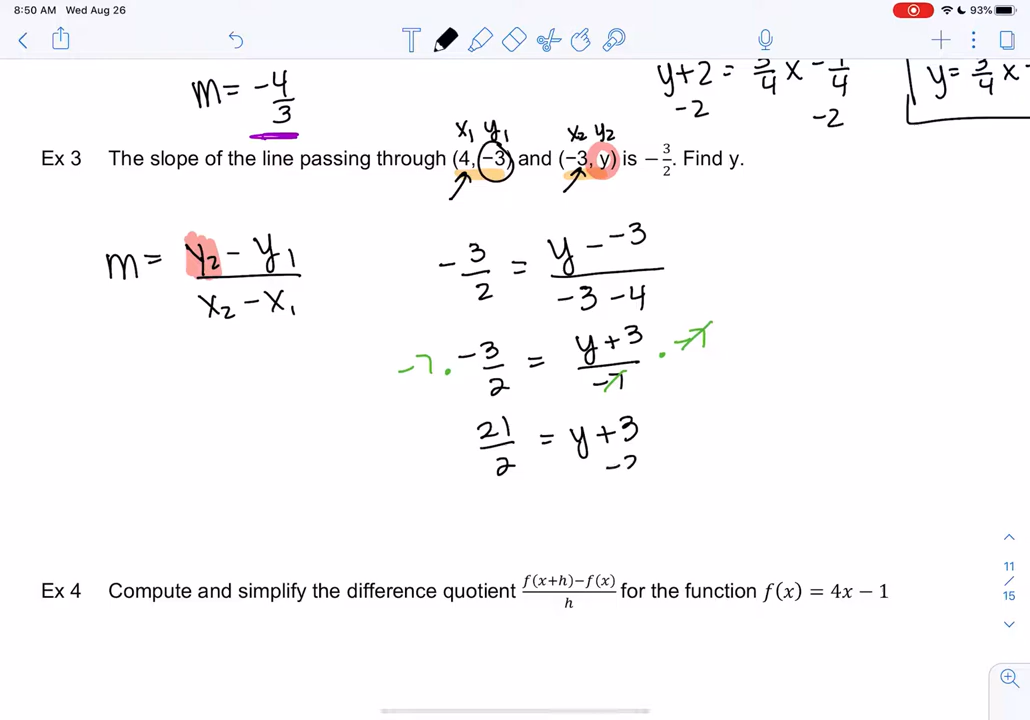 8:50 AM Wed Aug 26
93%
T
m = -4/3
y+2 = 3/4 x - 1/4
-2 -2
y = 3/4 x -
x₁ y₁ x₂ y₂
Ex 3 The slope of the line passing through (4, −3) and (−3, y) is −3/2. Find y.
m = y₂ - y₁ / x₂ - x₁
-3/2 = y - -3 / -3 - 4
-7 · -3/2 = y+3 / -7 · -7
21/2 = y+3
Ex 4 Compute and simplify the difference quotient f(x+h)−f(x)/h for the function f(x) = 4x − 1
11
/
15